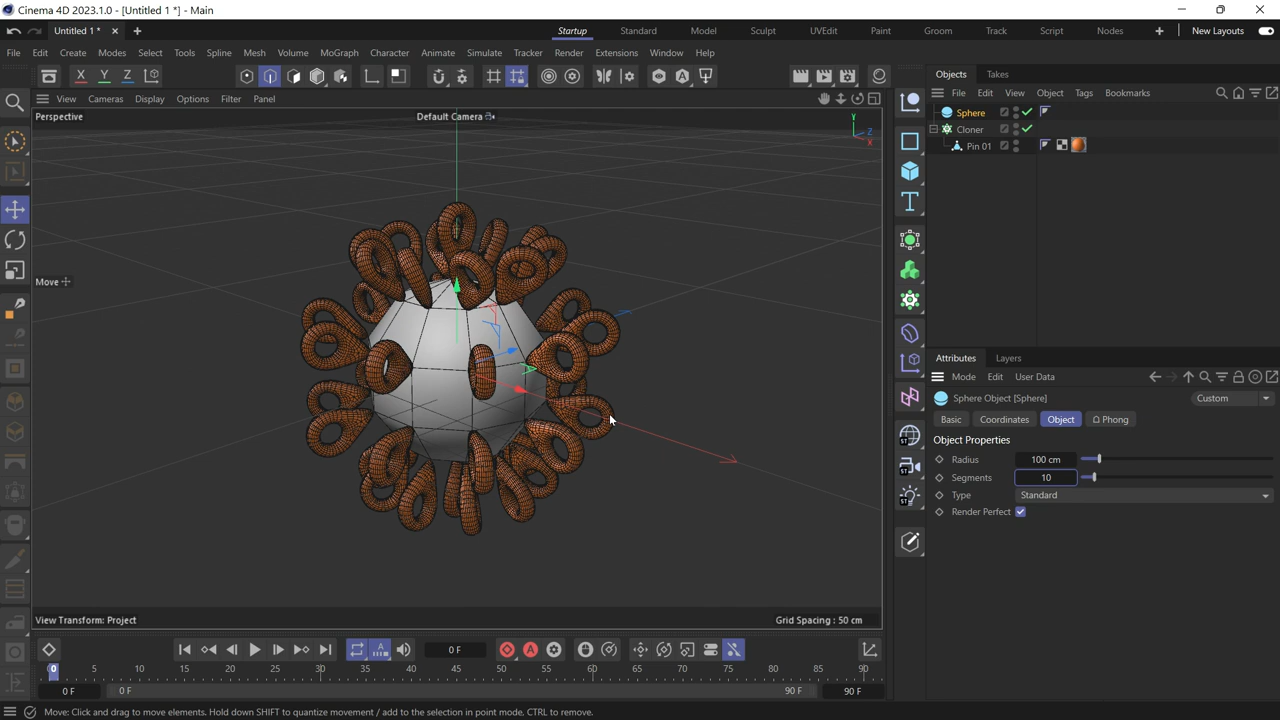 Cinema 4D 2023.1.0 - [Untitled 1 *] - Main
Untitled 1 *
Startup Standard Model Sculpt UVEdit Paint Groom Track Script Nodes New Layouts
File Edit Create Modes Select Tools Spline Mesh Volume MoGraph Character Animate Simulate Tracker Render Extensions Window Help
X Y Z
Objects Takes
View Cameras Display Options Filter Panel
File Edit View Object Tags Bookmarks
Perspective
Default Camera
Y
Z
X
Sphere
Cloner
Pin 01
Move
Attributes Layers
Mode Edit User Data
Sphere Object [Sphere]
Custom
Basic Coordinates Object Phong
Object Properties
Radius 100 cm
Segments 10
Type Standard
Render Perfect
ST
ST
ST
View Transform: Project
Grid Spacing : 50 cm
0 F
0 5 10 15 20 25 30 35 40 45 50 55 60 65 70 75 80 85 90
0 F 0 F 90 F 90 F
Move: Click and drag to move elements. Hold down SHIFT to quantize movement / add to the selection in point mode, CTRL to remove.